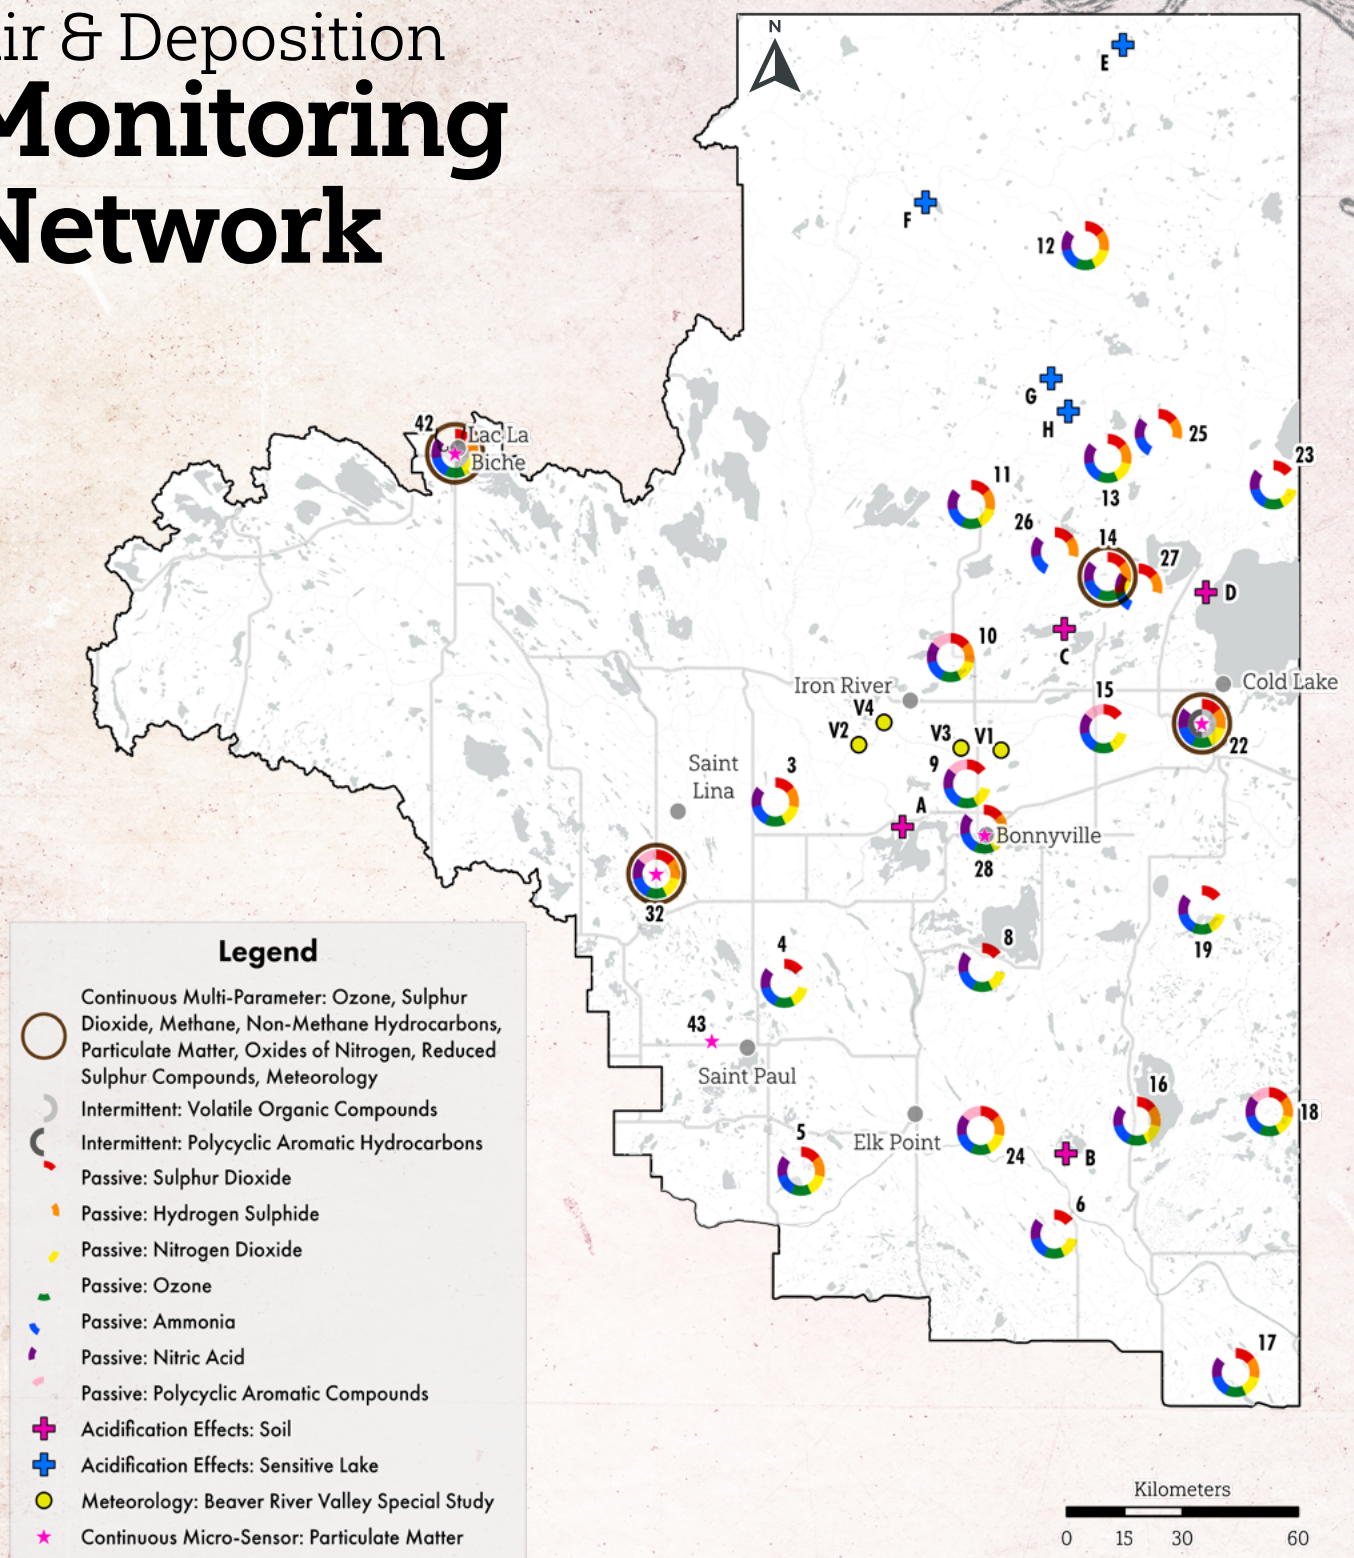 ir & Deposition
Monitoring
Network
N
E
F
12
G
H
25
42
Lac La
Biche
13
23
11
26
14
27
D
C
10
Iron River
Cold Lake
V4
V2
15
V3
V1
22
Saint
Lina
3
9
A
Bonnyville
28
32
19
4
8
43
Saint Paul
16
18
Elk Point
5
24
B
6
17
Legend
Continuous Multi-Parameter: Ozone, Sulphur
Dioxide, Methane, Non-Methane Hydrocarbons,
Particulate Matter, Oxides of Nitrogen, Reduced
Sulphur Compounds, Meteorology
Intermittent: Volatile Organic Compounds
Intermittent: Polycyclic Aromatic Hydrocarbons
Passive: Sulphur Dioxide
Passive: Hydrogen Sulphide
Passive: Nitrogen Dioxide
Passive: Ozone
Passive: Ammonia
Passive: Nitric Acid
Passive: Polycyclic Aromatic Compounds
Acidification Effects: Soil
Acidification Effects: Sensitive Lake
Meteorology: Beaver River Valley Special Study
Continuous Micro-Sensor: Particulate Matter
Kilometers
0 15 30 60